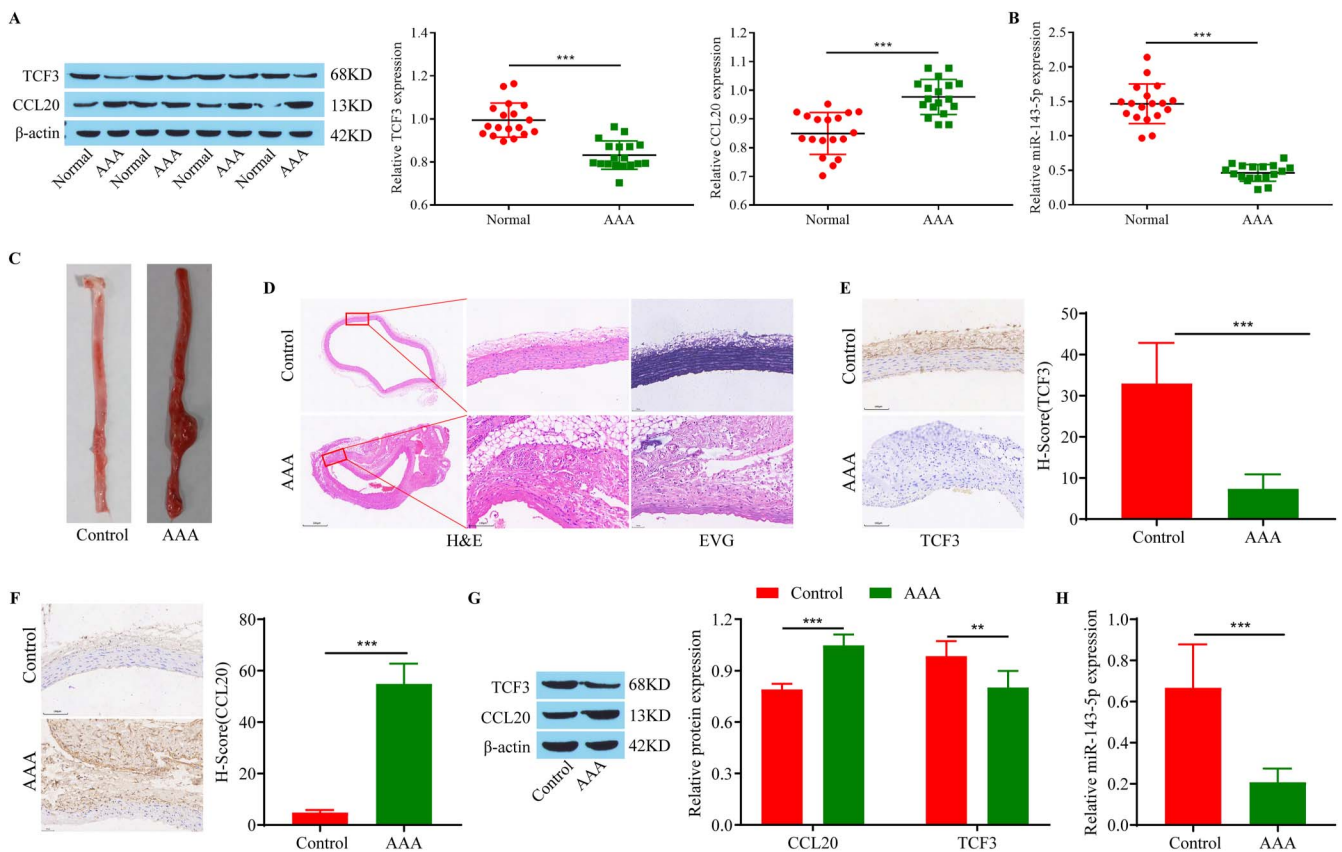 A
TCF3 68KD
CCL20 13KD
β-actin 42KD
Normal AAA Normal AAA Normal AAA Normal AAA
Relative TCF3 expression
1.4
1.2
1.0
0.8
0.6
***
Normal AAA
Relative CCL20 expression
1.2
1.1
1.0
0.9
0.8
0.7
0.6
***
Normal AAA
B
Relative miR-143-5p expression
2.5
2.0
1.5
1.0
0.5
0.0
***
Normal AAA
C
Control AAA
D
Control
AAA
H&E EVG
E
Control
AAA
TCF3
H-Score(TCF3)
50
40
30
20
10
0
***
Control AAA
F
Control
AAA
H-Score(CCL20)
80
60
40
20
0
***
Control AAA
G
TCF3 68KD
CCL20 13KD
β-actin 42KD
Control AAA
Control AAA
Relative protein expression
1.2
0.9
0.6
0.3
0.0
*** **
CCL20 TCF3
H
Relative miR-143-5p expression
1.0
0.8
0.6
0.4
0.2
0.0
***
Control AAA